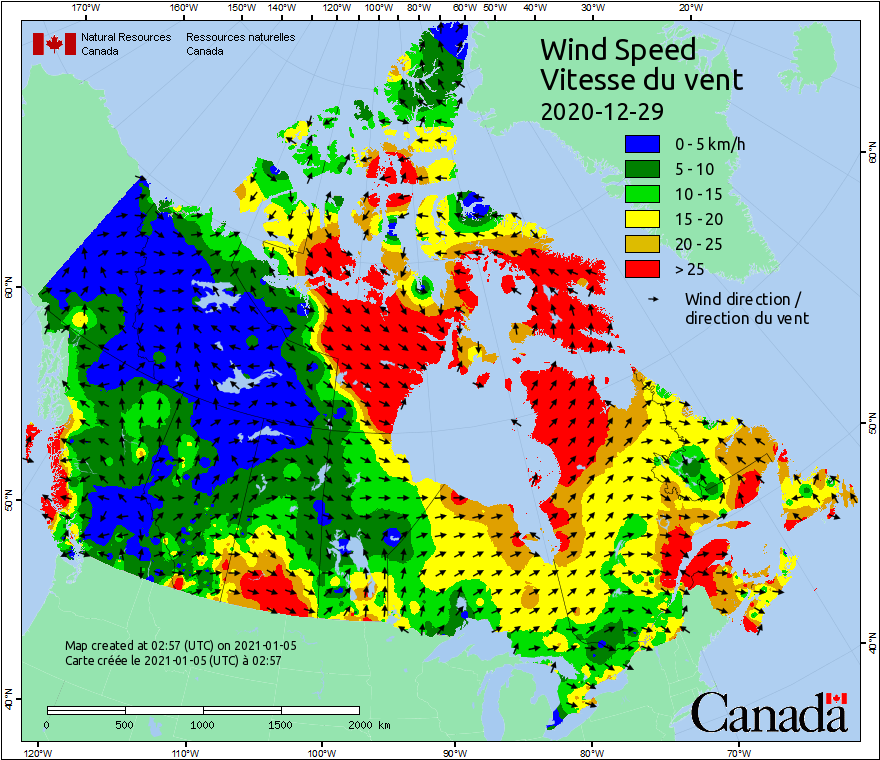 170°W 160°W 150°W 140°W 120°W 100°W 80°W 60°W 50°W 40°W 30°W 20°W
Natural Resources Ressources naturelles
Canada Canada
Wind Speed
Vitesse du vent
2020-12-29
0 - 5 km/h
5 - 10
10 - 15
15 - 20
20 - 25
> 25
Wind direction /
direction du vent
60°N
60°N
50°N
50°N
40°N
40°N
Map created at 02:57 (UTC) on 2021-01-05
Carte créée le 2021-01-05 (UTC) à 02:57
0 500 1000 1500 2000 km
Canada
120°W 110°W 100°W 90°W 80°W 70°W